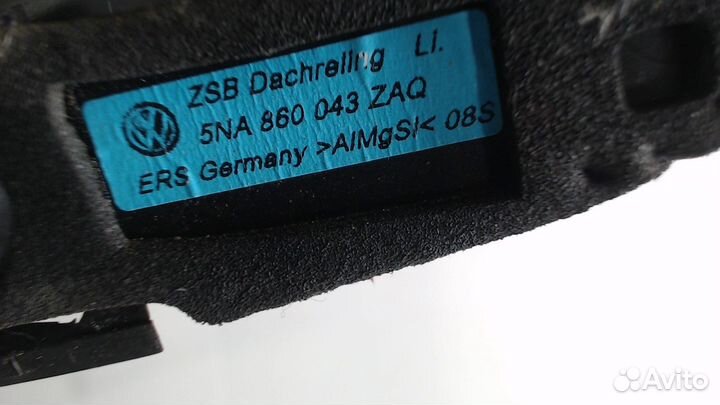 ZSB Dachreling LI.
5NA 860 043 ZAQ
ERS Germany >AlMgSi< 08S
Avito